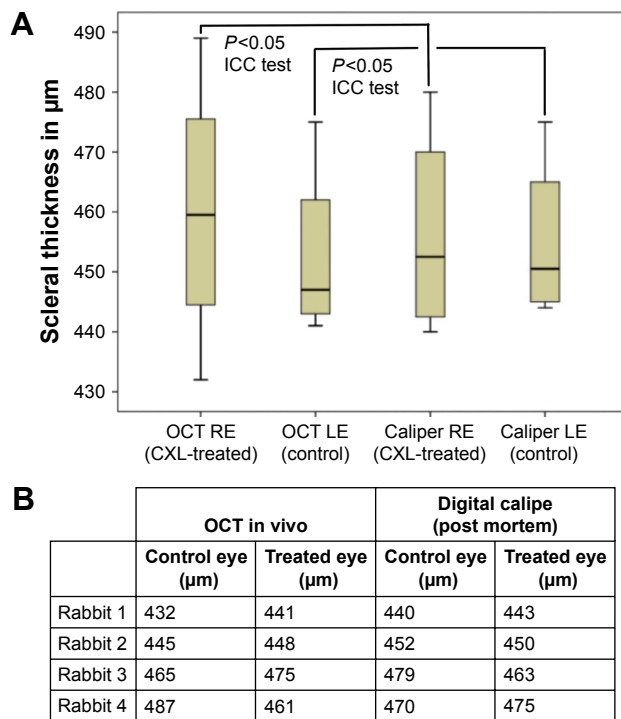 A
P<0.05
ICC test
P<0.05
ICC test
Scleral thickness in µm
490
480
470
460
450
440
430
OCT RE
(CXL-treated)
OCT LE
(control)
Caliper RE
(CXL-treated)
Caliper LE
(control)
B
OCT in vivo
Digital calipe
(post mortem)
Control eye
(µm)
Treated eye
(µm)
Control eye
(µm)
Treated eye
(µm)
Rabbit 1 432 441 440 443
Rabbit 2 445 448 452 450
Rabbit 3 465 475 479 463
Rabbit 4 487 461 470 475